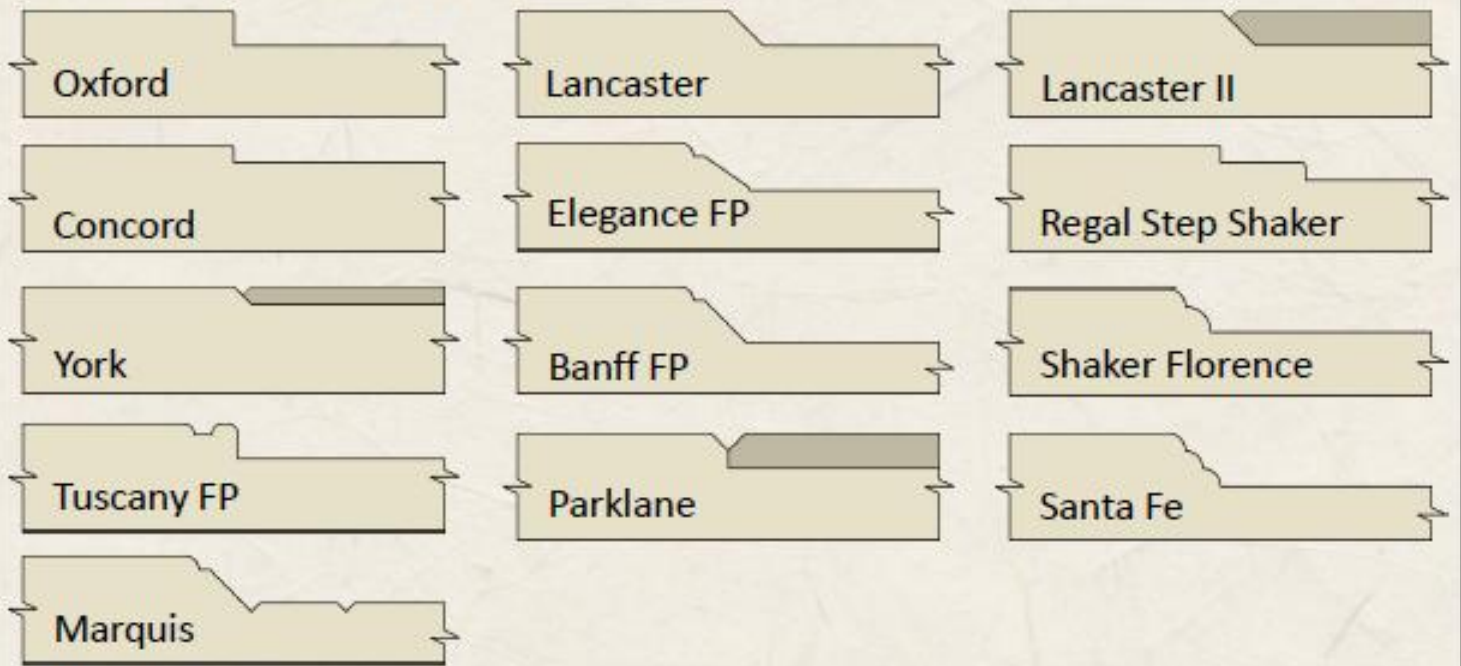 Oxford
Lancaster
Lancaster II
Concord
Elegance FP
Regal Step Shaker
York
Banff FP
Shaker Florence
Tuscany FP
Parklane
Santa Fe
Marquis